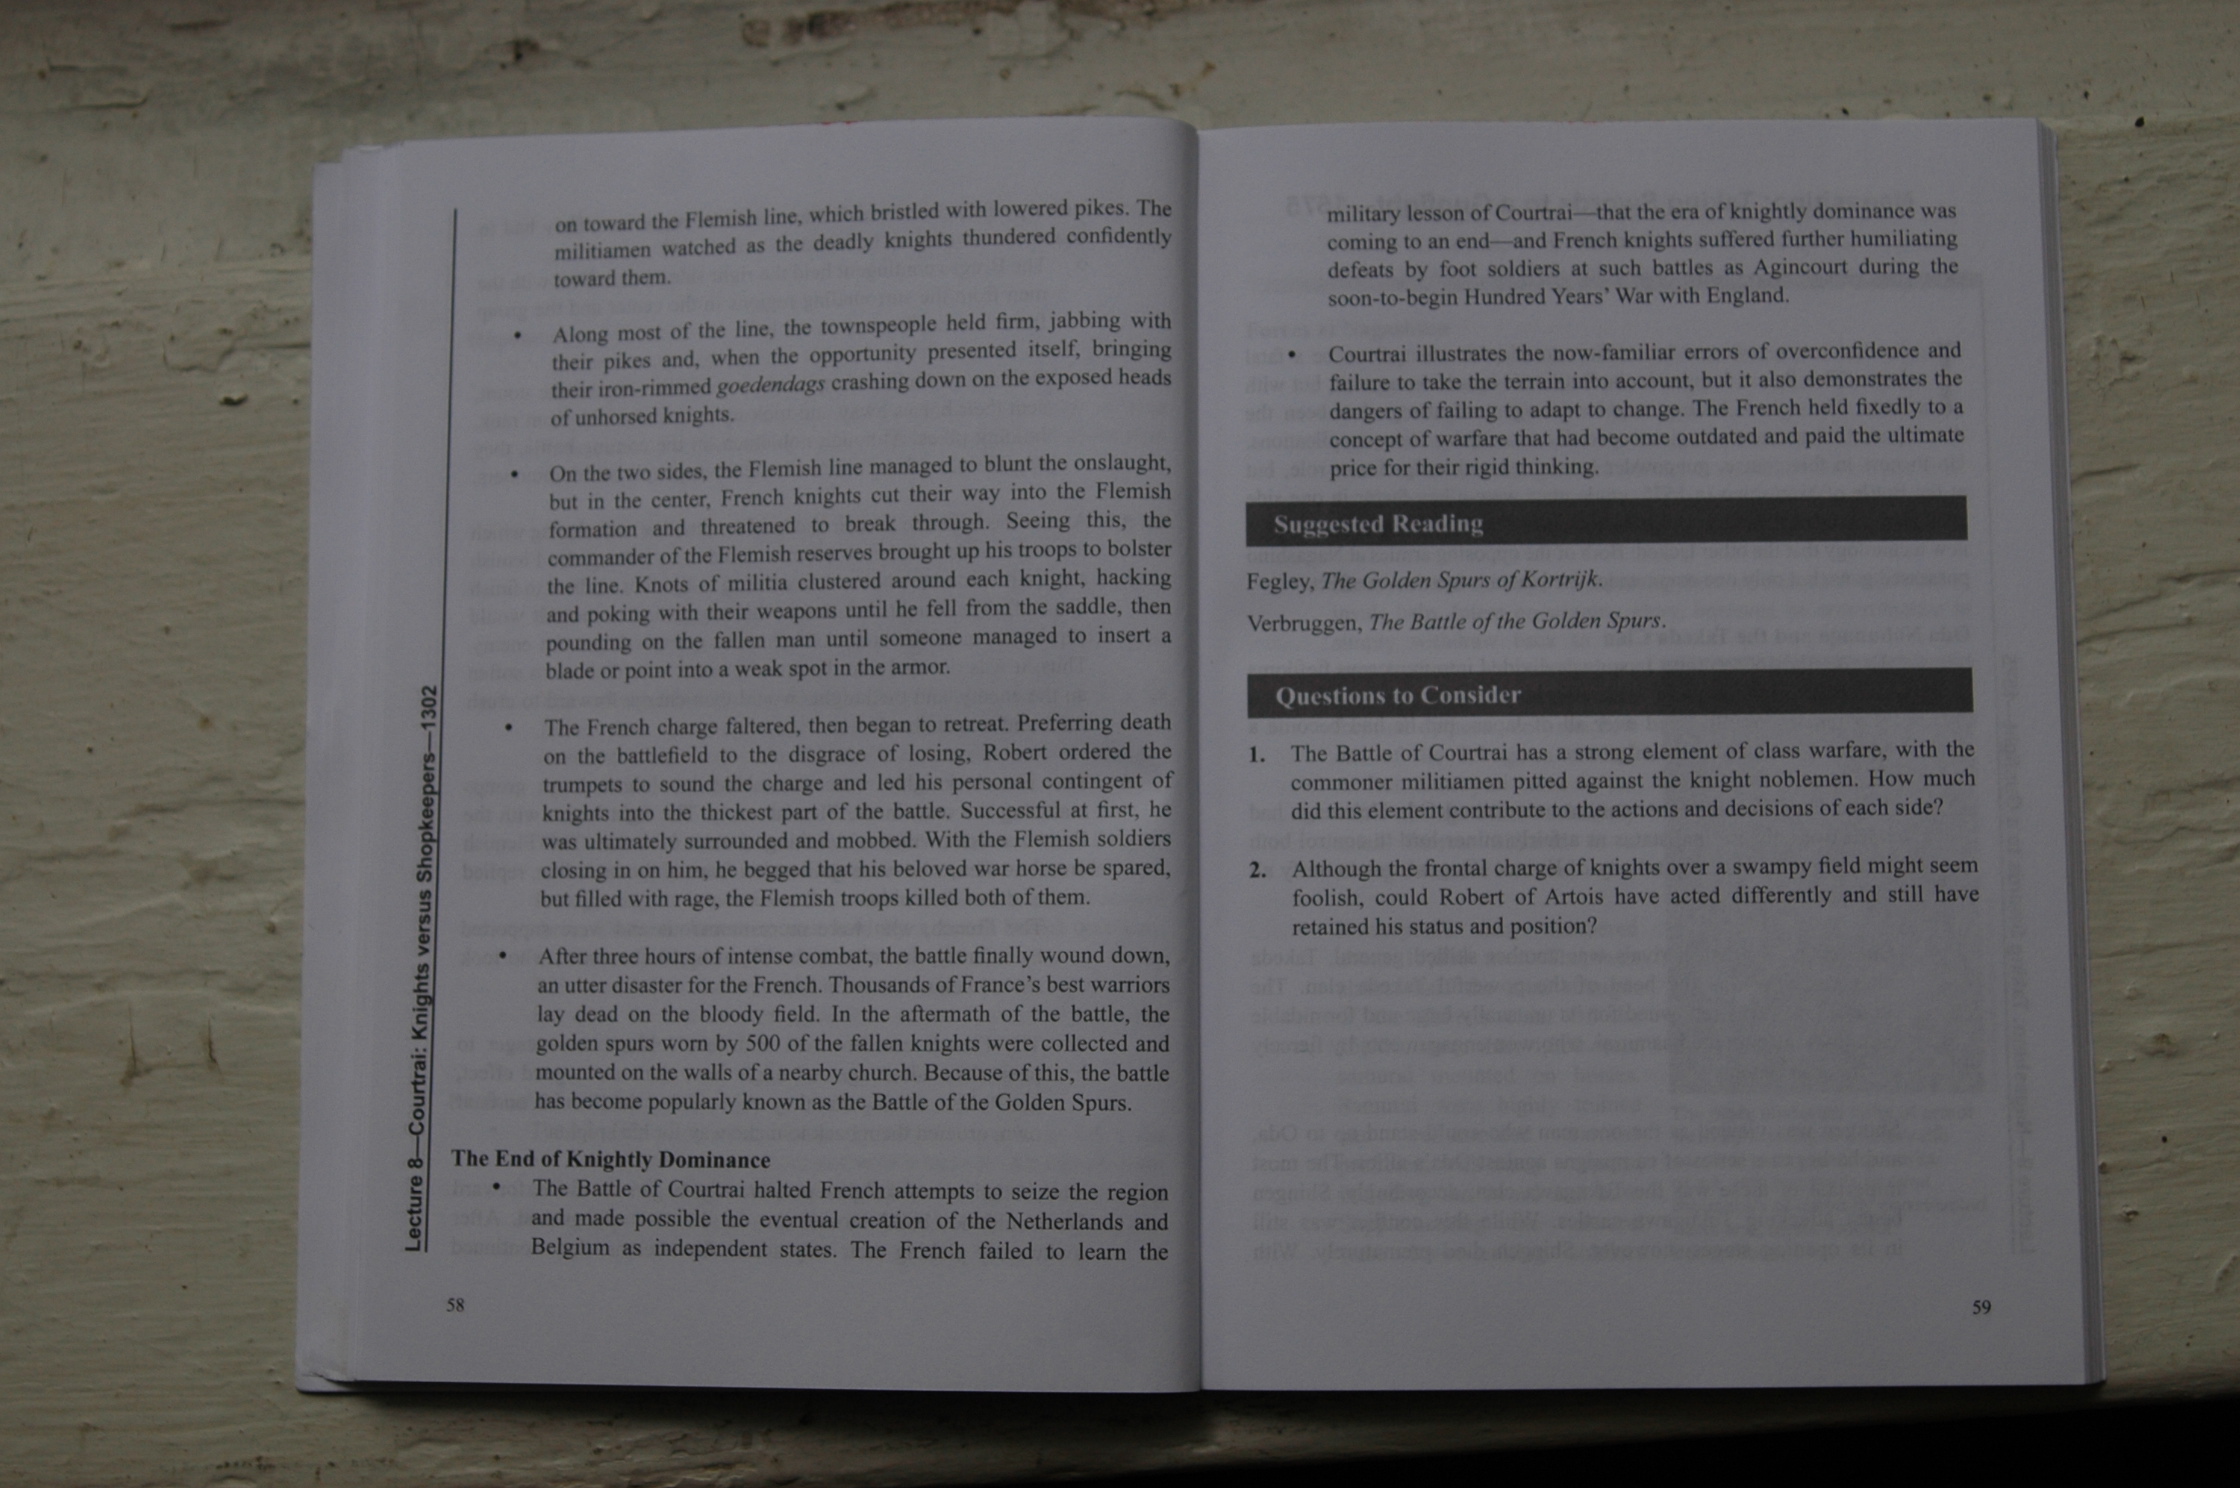 on toward the Flemish line, which bristled with lowered pikes. The
militiamen watched as the deadly knights thundered confidently
toward them.
• Along most of the line, the townspeople held firm, jabbing with
their pikes and, when the opportunity presented itself, bringing
their iron-rimmed goedendags crashing down on the exposed heads
of unhorsed knights.
• On the two sides, the Flemish line managed to blunt the onslaught,
but in the center, French knights cut their way into the Flemish
formation and threatened to break through. Seeing this, the
commander of the Flemish reserves brought up his troops to bolster
the line. Knots of militia clustered around each knight, hacking
and poking with their weapons until he fell from the saddle, then
pounding on the fallen man until someone managed to insert a
blade or point into a weak spot in the armor.
• The French charge faltered, then began to retreat. Preferring death
on the battlefield to the disgrace of losing, Robert ordered the
trumpets to sound the charge and led his personal contingent of
knights into the thickest part of the battle. Successful at first, he
was ultimately surrounded and mobbed. With the Flemish soldiers
closing in on him, he begged that his beloved war horse be spared,
but filled with rage, the Flemish troops killed both of them.
• After three hours of intense combat, the battle finally wound down,
an utter disaster for the French. Thousands of France's best warriors
lay dead on the bloody field. In the aftermath of the battle, the
golden spurs worn by 500 of the fallen knights were collected and
mounted on the walls of a nearby church. Because of this, the battle
has become popularly known as the Battle of the Golden Spurs.
The End of Knightly Dominance
• The Battle of Courtrai halted French attempts to seize the region
and made possible the eventual creation of the Netherlands and
Belgium as independent states. The French failed to learn the
Lecture 8—Courtrai: Knights versus Shopkeepers—1302
58
military lesson of Courtrai—that the era of knightly dominance was
coming to an end—and French knights suffered further humiliating
defeats by foot soldiers at such battles as Agincourt during the
soon-to-begin Hundred Years' War with England.
• Courtrai illustrates the now-familiar errors of overconfidence and
failure to take the terrain into account, but it also demonstrates the
dangers of failing to adapt to change. The French held fixedly to a
concept of warfare that had become outdated and paid the ultimate
price for their rigid thinking.
Suggested Reading
Fegley, The Golden Spurs of Kortrijk.
Verbruggen, The Battle of the Golden Spurs.
Questions to Consider
1. The Battle of Courtrai has a strong element of class warfare, with the
commoner militiamen pitted against the knight noblemen. How much
did this element contribute to the actions and decisions of each side?
2. Although the frontal charge of knights over a swampy field might seem
foolish, could Robert of Artois have acted differently and still have
retained his status and position?
59